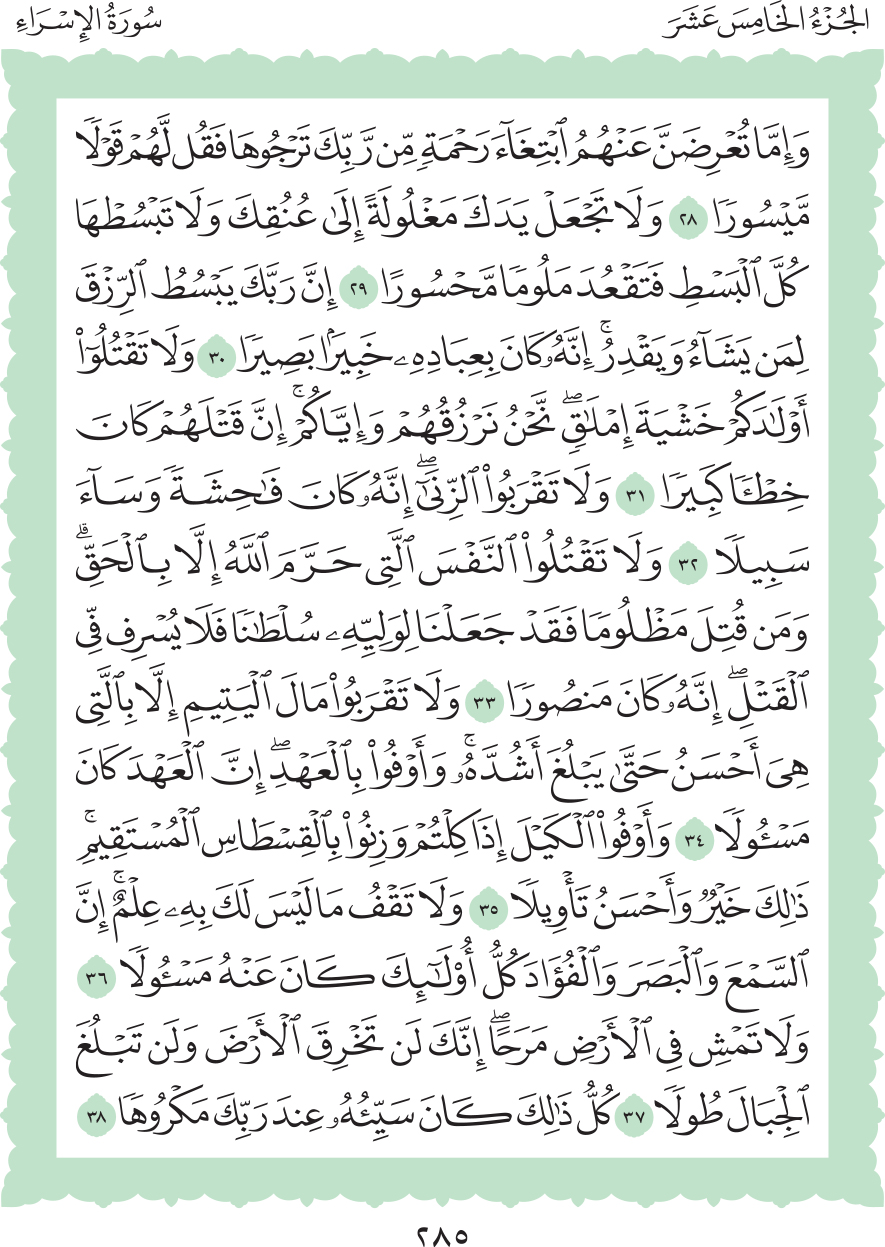 الجُزْءُ الخَامِسَ عَشَرَ
سُورَةُ الإِسْرَاءِ
وَإِمَّا تُعْرِضَنَّ عَنْهُمُ ٱبْتِغَآءَ رَحْمَةٍ مِّن رَّبِّكَ تَرْجُوهَا فَقُل لَّهُمْ قَوْلًا
مَّيْسُورًا ٢٨ وَلَا تَجْعَلْ يَدَكَ مَغْلُولَةً إِلَىٰ عُنُقِكَ وَلَا تَبْسُطْهَا
كُلَّ ٱلْبَسْطِ فَتَقْعُدَ مَلُومًا مَّحْسُورًا ٢٩ إِنَّ رَبَّكَ يَبْسُطُ ٱلرِّزْقَ
لِمَن يَشَآءُ وَيَقْدِرُۚ إِنَّهُۥ كَانَ بِعِبَادِهِۦ خَبِيرًۢا بَصِيرًا ٣٠ وَلَا تَقْتُلُوٓا۟
أَوْلَـٰدَكُمْ خَشْيَةَ إِمْلَـٰقٍۖ نَّحْنُ نَرْزُقُهُمْ وَإِيَّاكُمْۚ إِنَّ قَتْلَهُمْ كَانَ
خِطْـًٔا كَبِيرًا ٣١ وَلَا تَقْرَبُوا۟ ٱلزِّنَىٰٓۖ إِنَّهُۥ كَانَ فَـٰحِشَةً وَسَآءَ
سَبِيلًا ٣٢ وَلَا تَقْتُلُوا۟ ٱلنَّفْسَ ٱلَّتِى حَرَّمَ ٱللَّهُ إِلَّا بِٱلْحَقِّۗ
وَمَن قُتِلَ مَظْلُومًا فَقَدْ جَعَلْنَا لِوَلِيِّهِۦ سُلْطَـٰنًا فَلَا يُسْرِف فِّى
ٱلْقَتْلِۖ إِنَّهُۥ كَانَ مَنصُورًا ٣٣ وَلَا تَقْرَبُوا۟ مَالَ ٱلْيَتِيمِ إِلَّا بِٱلَّتِى
هِىَ أَحْسَنُ حَتَّىٰ يَبْلُغَ أَشُدَّهُۥۚ وَأَوْفُوا۟ بِٱلْعَهْدِۖ إِنَّ ٱلْعَهْدَ كَانَ
مَسْـُٔولًا ٣٤ وَأَوْفُوا۟ ٱلْكَيْلَ إِذَا كِلْتُمْ وَزِنُوا۟ بِٱلْقِسْطَاسِ ٱلْمُسْتَقِيمِۚ
ذَٰلِكَ خَيْرٌ وَأَحْسَنُ تَأْوِيلًا ٣٥ وَلَا تَقْفُ مَا لَيْسَ لَكَ بِهِۦ عِلْمٌۚ إِنَّ
ٱلسَّمْعَ وَٱلْبَصَرَ وَٱلْفُؤَادَ كُلُّ أُو۟لَـٰٓئِكَ كَانَ عَنْهُ مَسْـُٔولًا ٣٦
وَلَا تَمْشِ فِى ٱلْأَرْضِ مَرَحًاۖ إِنَّكَ لَن تَخْرِقَ ٱلْأَرْضَ وَلَن تَبْلُغَ
ٱلْجِبَالَ طُولًا ٣٧ كُلُّ ذَٰلِكَ كَانَ سَيِّئُهُۥ عِندَ رَبِّكَ مَكْرُوهًا ٣٨
٢٨٥